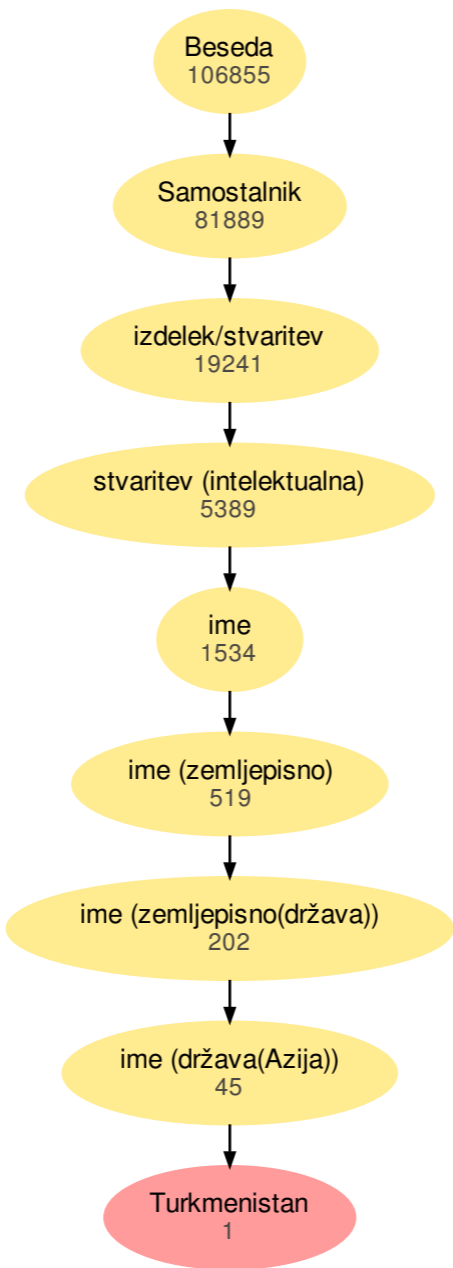 Beseda
106855
Samostalnik
81889
izdelek/stvaritev
19241
stvaritev (intelektualna)
5389
ime
1534
ime (zemljepisno)
519
ime (zemljepisno(država))
202
ime (država(Azija))
45
Turkmenistan
1